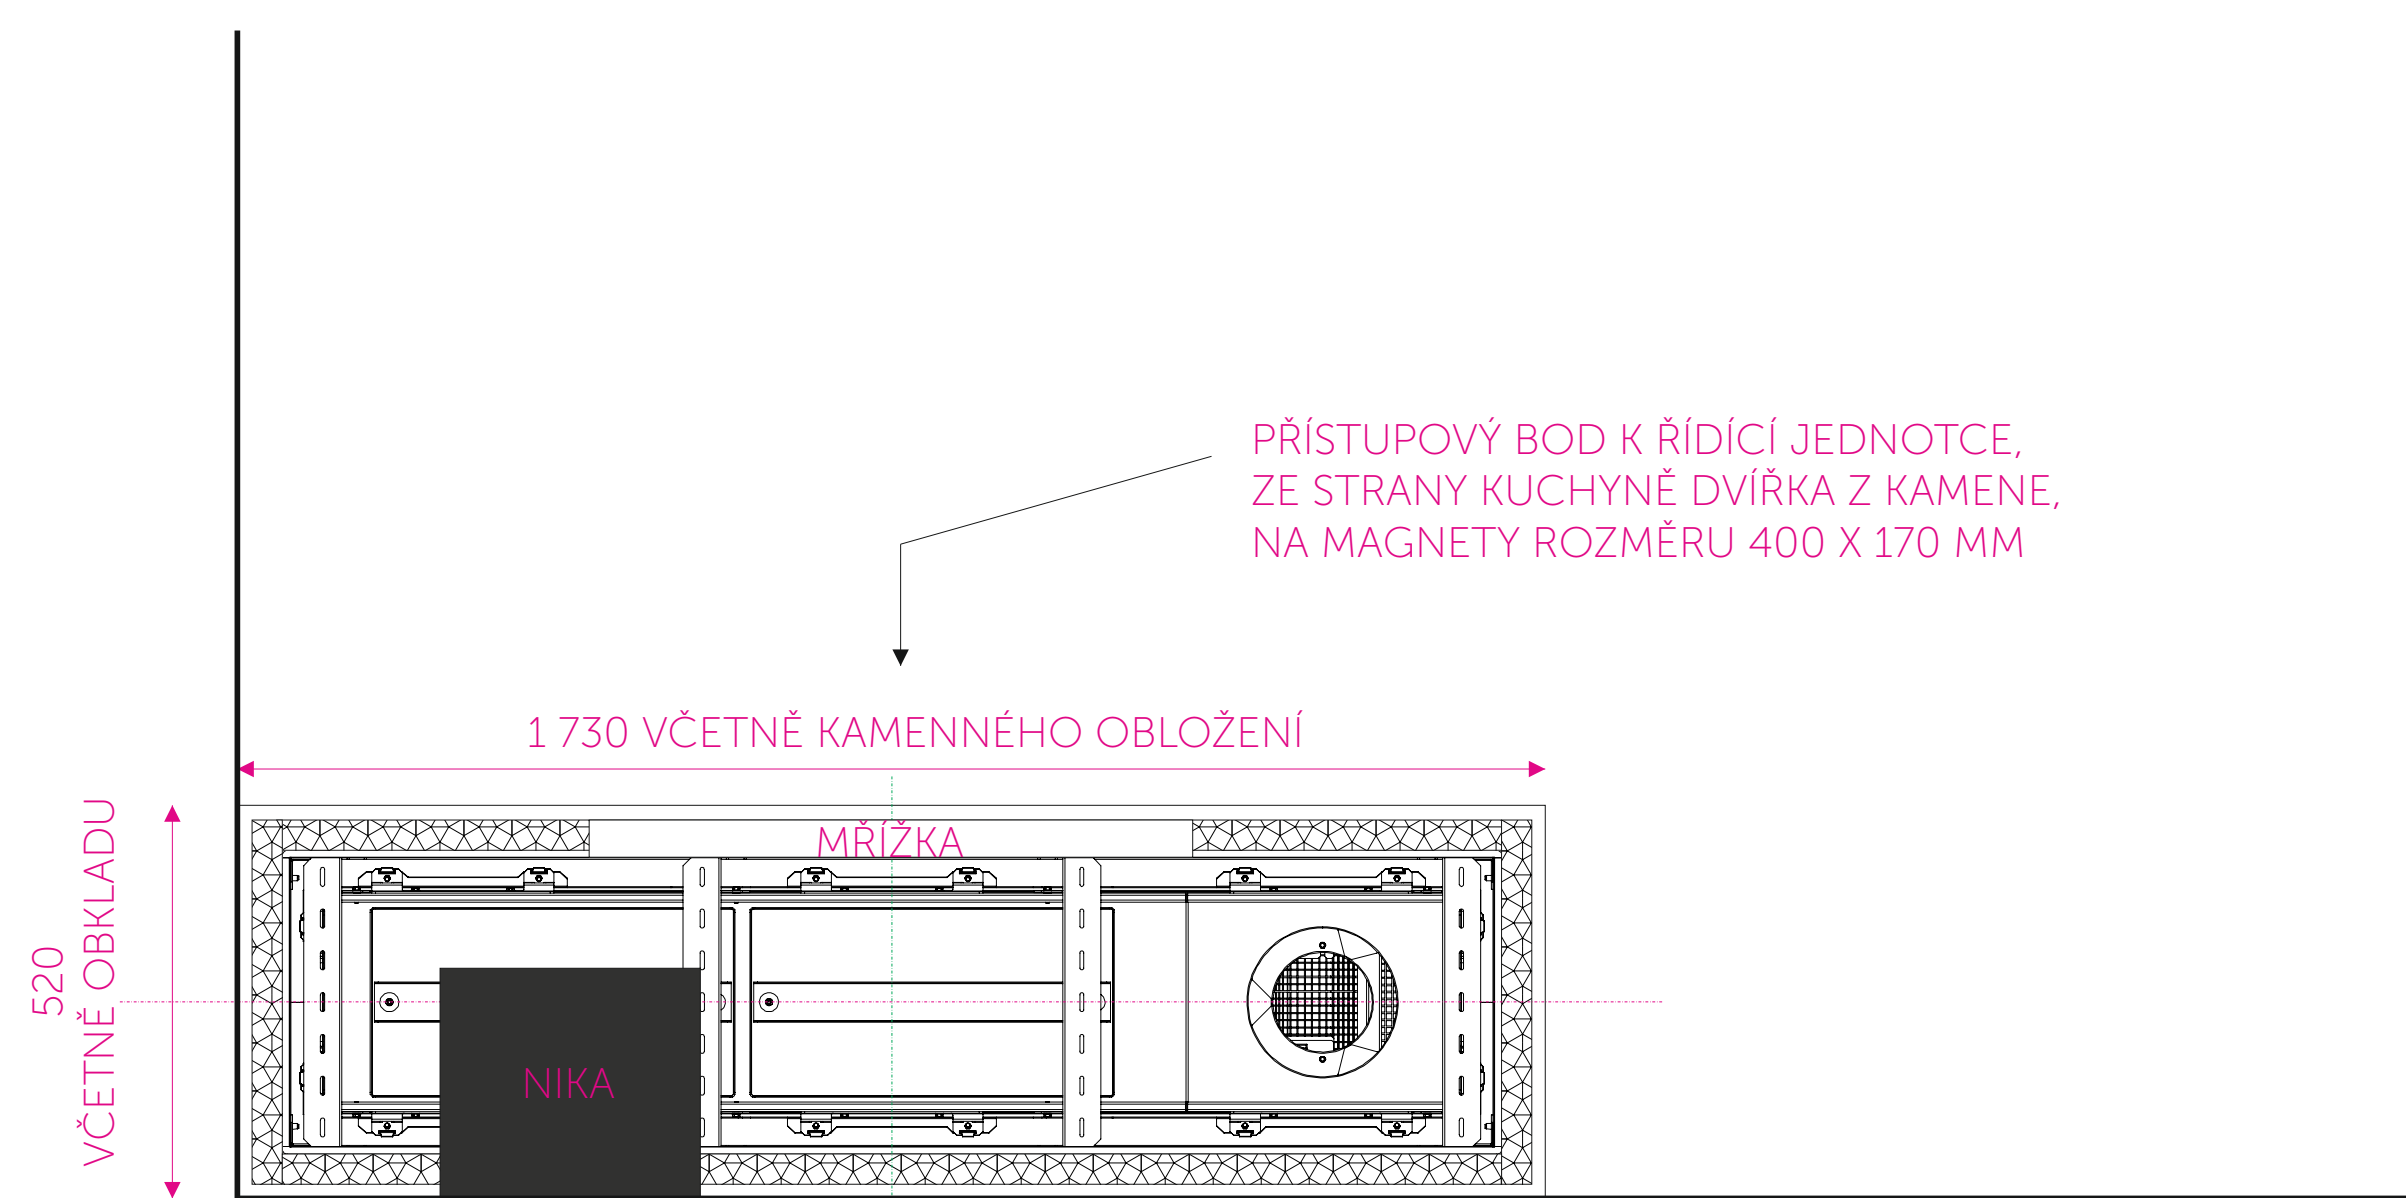 PŘÍSTUPOVÝ BOD K ŘÍDÍCÍ JEDNOTCE,
ZE STRANY KUCHYNĚ DVÍŘKA Z KAMENE,
NA MAGNETY ROZMĚRU 400 X 170 MM
1 730 VČETNĚ KAMENNÉHO OBLOŽENÍ
MŘÍŽKA
520
VČETNĚ OBKLADU
NIKA